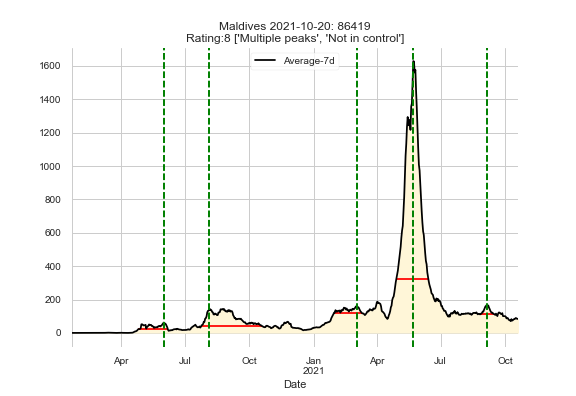 Maldives 2021-10-20: 86419
Rating:8 ['Multiple peaks', 'Not in control']
Average-7d
1600
1400
1200
1000
800
600
400
200
0
Apr
Jul
Oct
Jan
2021
Apr
Jul
Oct
Date